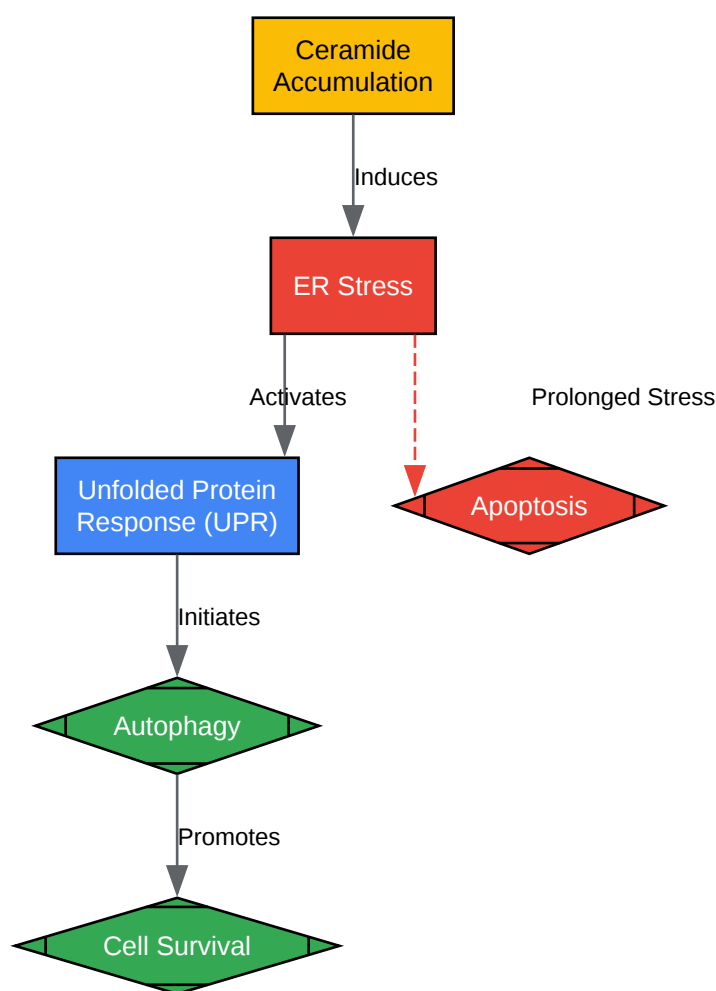 Ceramide
Accumulation
Induces
ER Stress
Activates
Prolonged Stress
Unfolded Protein
Response (UPR)
Apoptosis
Initiates
Autophagy
Promotes
Cell Survival